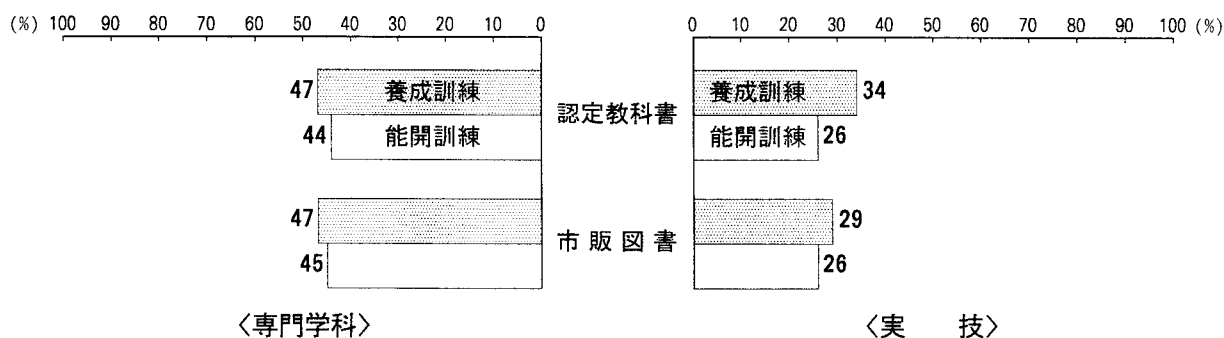 (%) 100 90 80 70 60 50 40 30 20 10 0
0 10 20 30 40 50 60 70 80 90 100 (%)
47 養成訓練
44 能開訓練
認定教科書
養成訓練 34
能開訓練 26
47
45
市販図書
29
26
〈専門学科〉
〈実 技〉